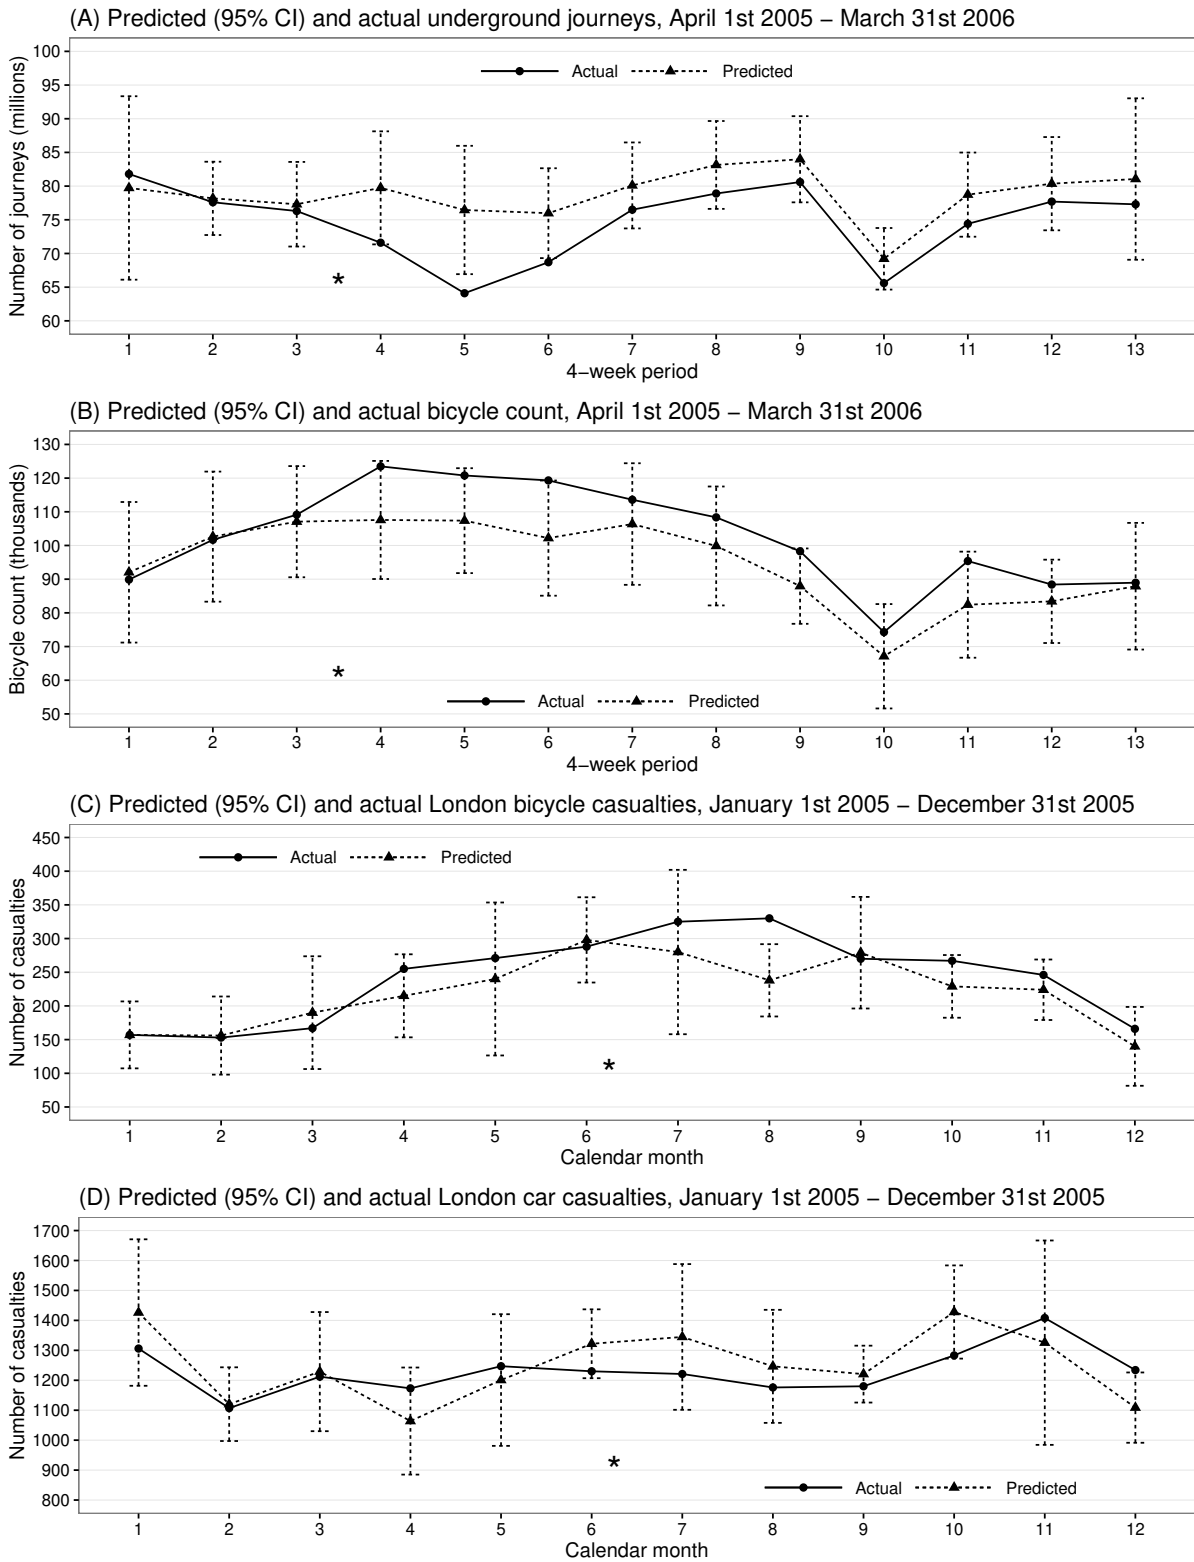 (A) Predicted (95% CI) and actual underground journeys, April 1st 2005 − March 31st 2006
Number of journeys (millions)
100
95
90
85
80
75
70
65
60
Actual Predicted
*
1 2 3 4 5 6 7 8 9 10 11 12 13
4−week period
(B) Predicted (95% CI) and actual bicycle count, April 1st 2005 − March 31st 2006
Bicycle count (thousands)
130
120
110
100
90
80
70
60
50
*
Actual Predicted
1 2 3 4 5 6 7 8 9 10 11 12 13
4−week period
(C) Predicted (95% CI) and actual London bicycle casualties, January 1st 2005 − December 31st 2005
Number of casualties
450
400
350
300
250
200
150
100
50
Actual Predicted
*
1 2 3 4 5 6 7 8 9 10 11 12
Calendar month
(D) Predicted (95% CI) and actual London car casualties, January 1st 2005 − December 31st 2005
Number of casualties
1700
1600
1500
1400
1300
1200
1100
1000
900
800
*
Actual Predicted
1 2 3 4 5 6 7 8 9 10 11 12
Calendar month